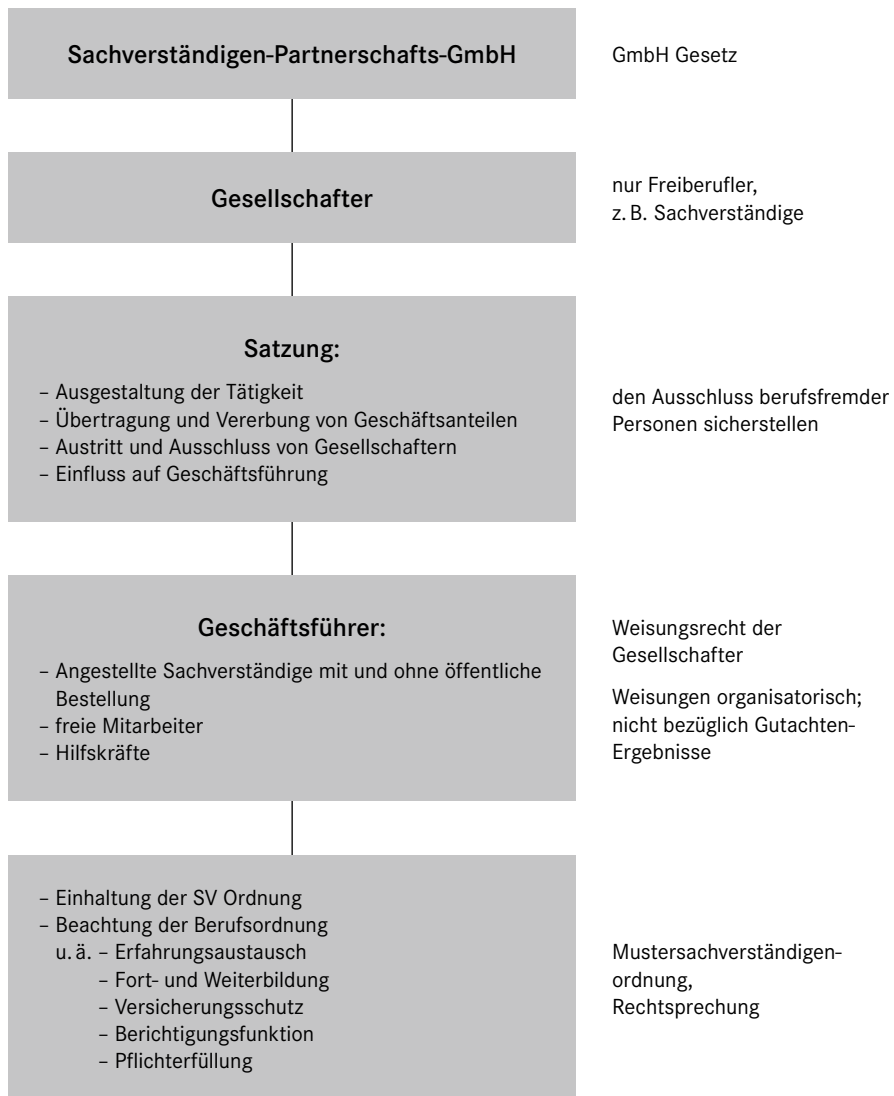 Sachverständigen-Partnerschafts-GmbH
GmbH Gesetz
Gesellschafter
nur Freiberufler,
z. B. Sachverständige
Satzung:
– Ausgestaltung der Tätigkeit
– Übertragung und Vererbung von Geschäftsanteilen
– Austritt und Ausschluss von Gesellschaftern
– Einfluss auf Geschäftsführung
den Ausschluss berufsfremder
Personen sicherstellen
Geschäftsführer:
– Angestellte Sachverständige mit und ohne öffentliche
Bestellung
– freie Mitarbeiter
– Hilfskräfte
Weisungsrecht der
Gesellschafter
Weisungen organisatorisch;
nicht bezüglich Gutachten-
Ergebnisse
– Einhaltung der SV Ordnung
– Beachtung der Berufsordnung
u. ä. – Erfahrungsaustausch
– Fort- und Weiterbildung
– Versicherungsschutz
– Berichtigungsfunktion
– Pflichterfüllung
Mustersachverständigen-
ordnung,
Rechtsprechung